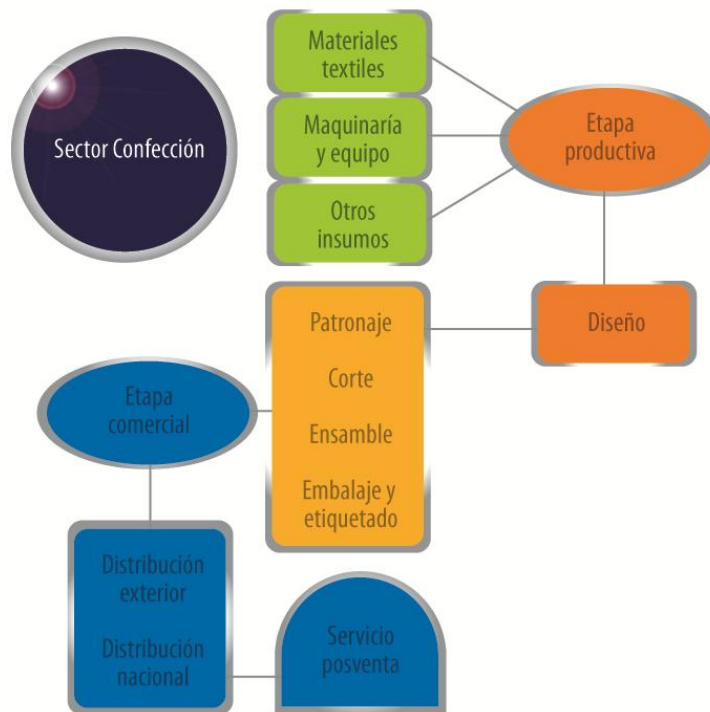 Sector Confección
Materiales
textiles
Maquinaría
y equipo
Otros
insumos
Etapa
productiva
Diseño
Patronaje
Corte
Ensamble
Embalaje y
etiquetado
Etapa
comercial
Distribución
exterior
Distribución
nacional
Servicio
posventa